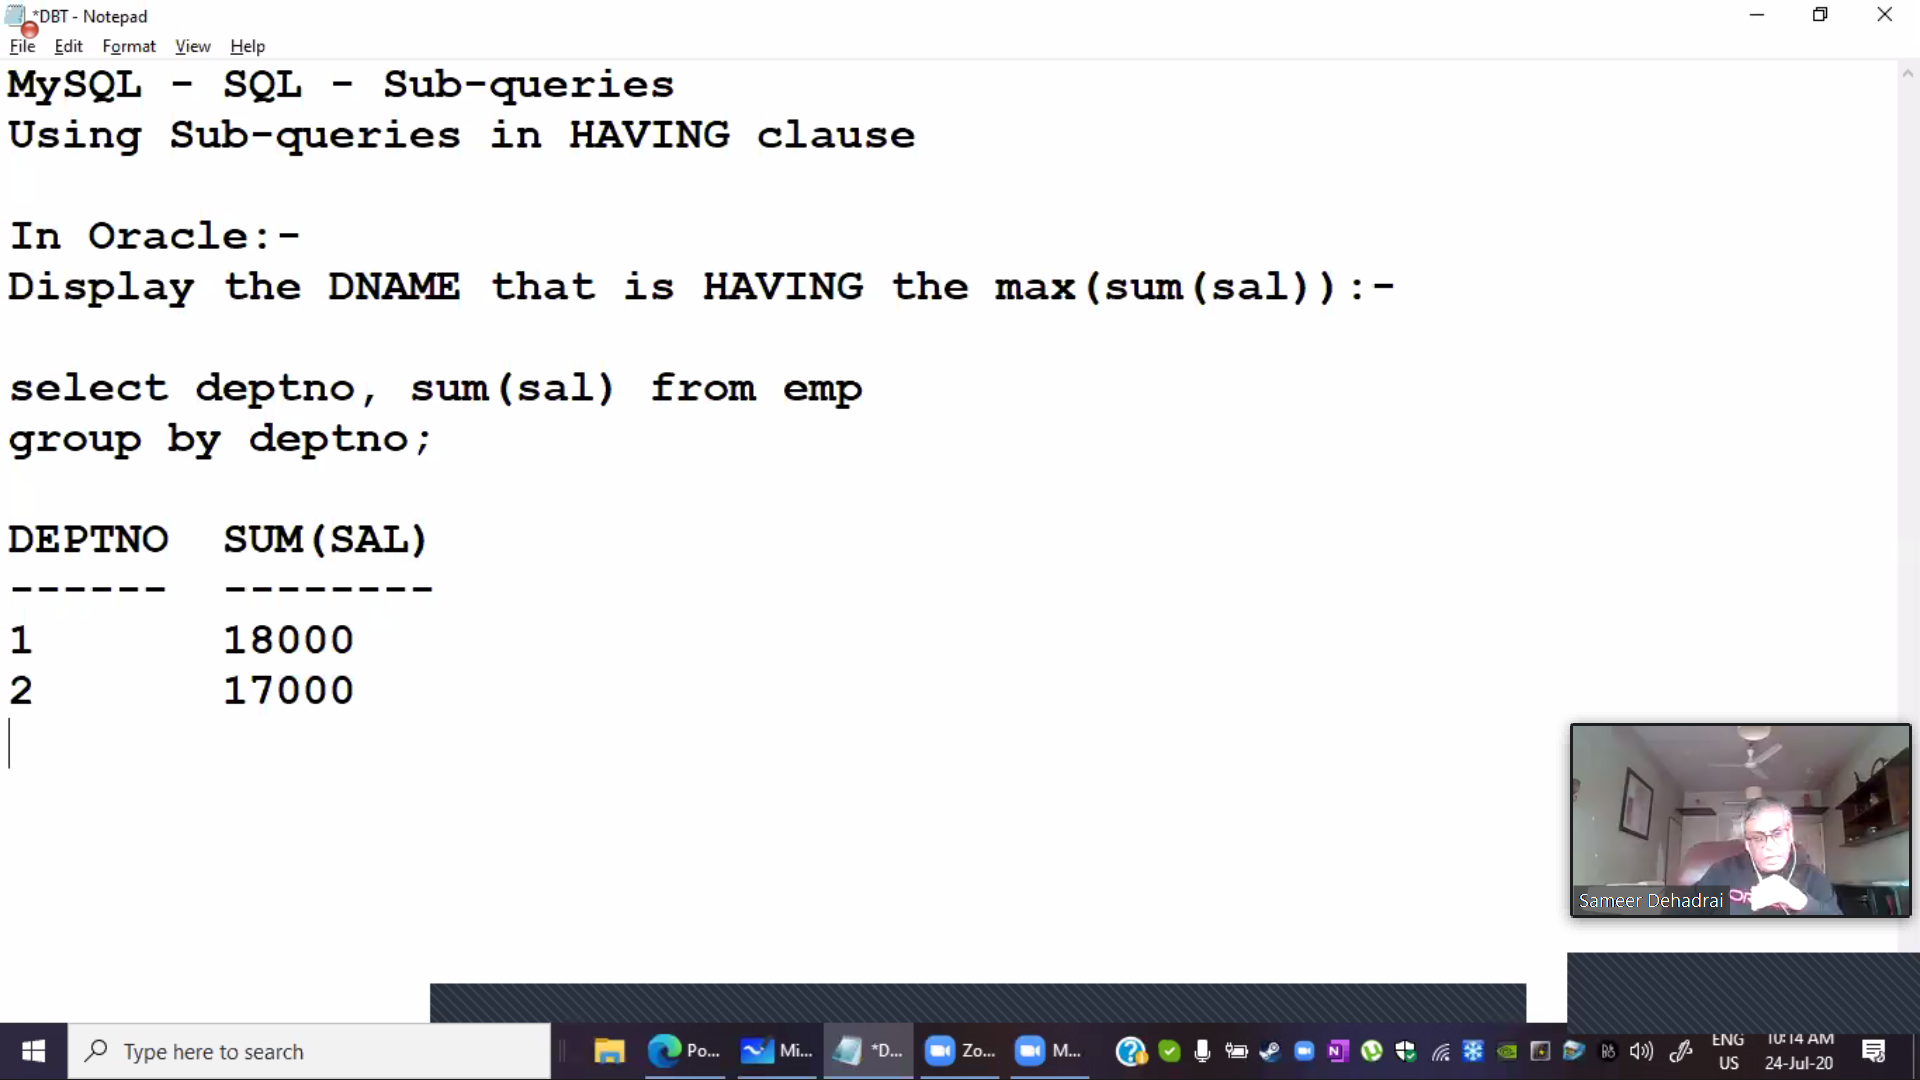 *DBT - Notepad
File Edit Format View Help
MySQL - SQL - Sub-queries
Using Sub-queries in HAVING clause
In Oracle:-
Display the DNAME that is HAVING the max(sum(sal)):-
select deptno, sum(sal) from emp
group by deptno;
DEPTNO SUM(SAL)
------ --------
1 18000
2 17000
Sameer Dehadrai
Type here to search
Po...
Mi...
*D...
Zo...
M...
ENG
US
10:14 AM
24-Jul-20